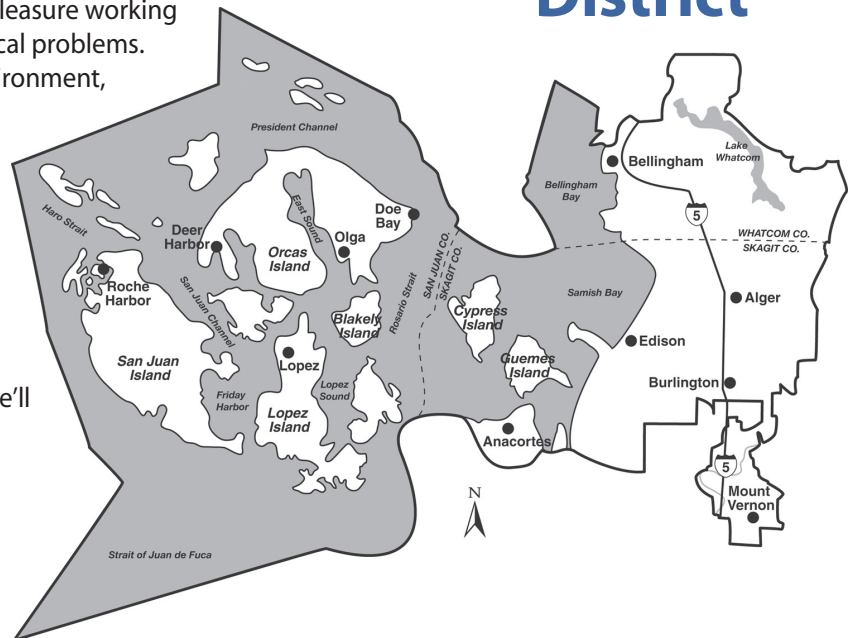 leasure working
cal problems.
ironment,
District
e'll
President Channel
Haro Strait
Deer
Harbor
East Sound
Olga
Doe
Bay
Orcas
Island
Roche
Harbor
San Juan Channel
San Juan
Island
Friday
Harbor
Lopez
Lopez
Island
Lopez
Sound
Blakely
Island
Rosario Strait
SAN JUAN CO.
SKAGIT CO.
Cypress
Island
Guemes
Island
Anacortes
Strait of Juan de Fuca
N
Bellingham
Bay
Bellingham
Lake
Whatcom
5
WHATCOM CO.
SKAGIT CO.
Samish Bay
Alger
Edison
Burlington
5
Mount
Vernon